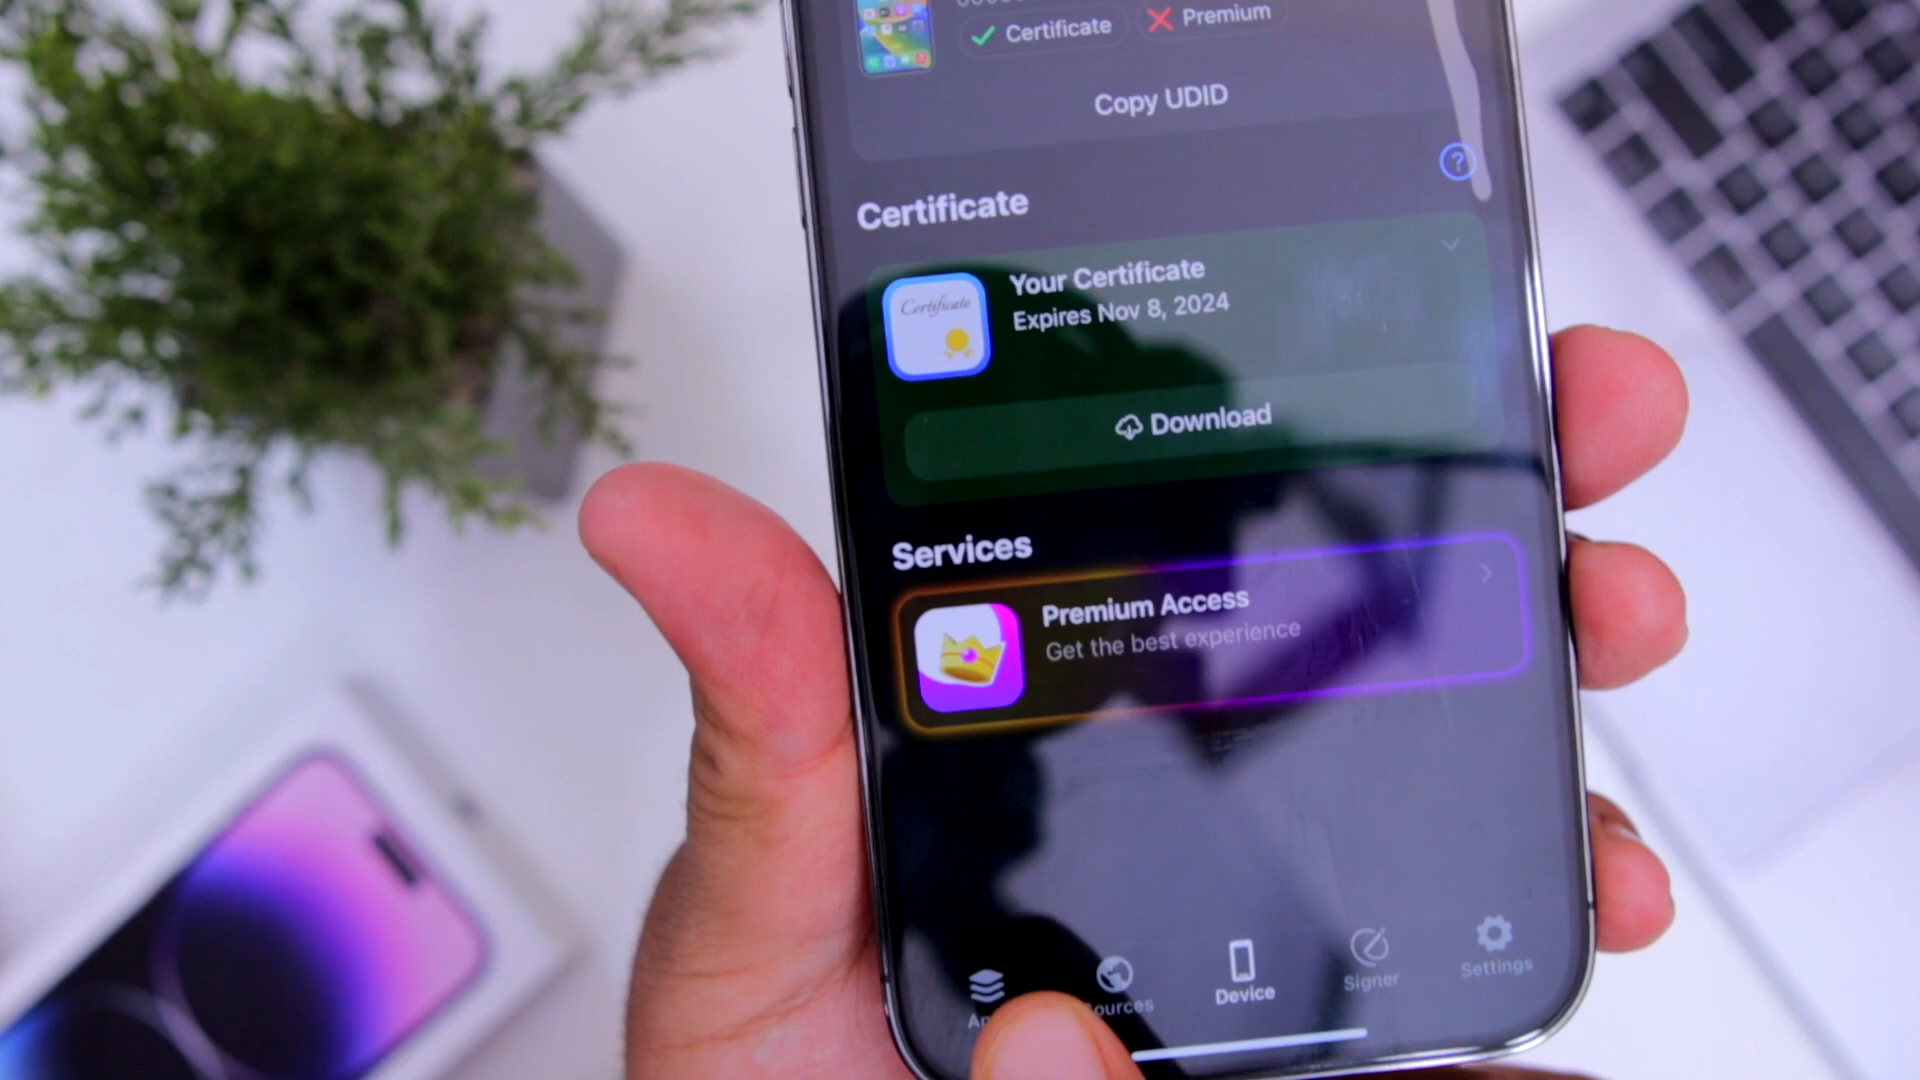 Certificate
Premium
Copy UDID
?
Certificate
Certificate
Your Certificate
Expires Nov 8, 2024
Download
Services
Premium Access
Get the best experience
Device
Signer
Settings